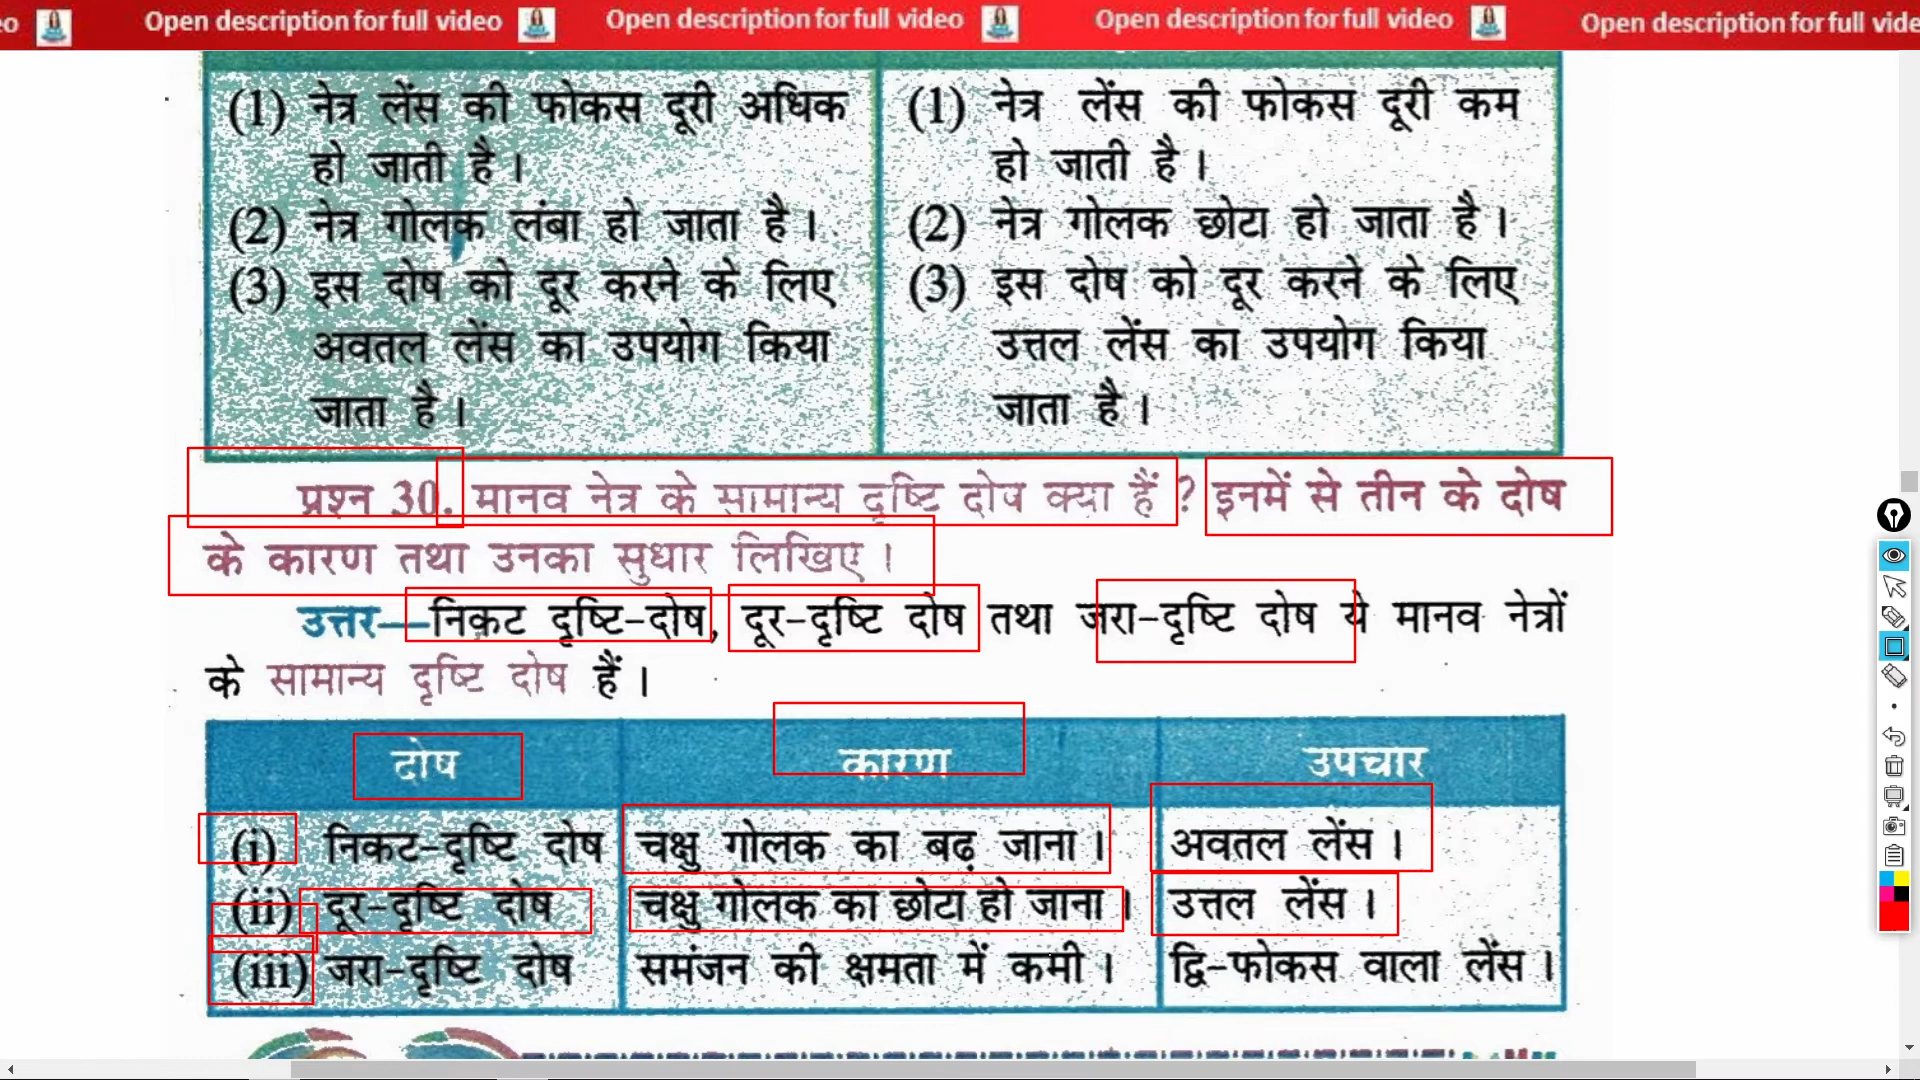 eo Open description for full video Open description for full video Open description for full video Open description for full vide
(1) नेत्र लेंस की फोकस दूरी अधिक
हो जाती है।
(2) नेत्र गोलक लंबा हो जाता है।
(3) इस दोष को दूर करने के लिए
अवतल लेंस का उपयोग किया
जाता है।
(1) नेत्र लेंस की फोकस दूरी कम
हो जाती है।
(2) नेत्र गोलक छोटा हो जाता है।
(3) इस दोष को दूर करने के लिए
उत्तल लेंस का उपयोग किया
जाता है।
प्रश्न 30. मानव नेत्र के सामान्य दृष्टि दोष क्या हैं ? इनमें से तीन के दोष
के कारण तथा उनका सुधार लिखिए।
उत्तर—निकट दृष्टि-दोष, दूर-दृष्टि दोष तथा जरा-दृष्टि दोष ये मानव नेत्रों
के सामान्य दृष्टि दोष हैं।
दोष कारण उपचार
(i) निकट-दृष्टि दोष चक्षु गोलक का बढ़ जाना। अवतल लेंस।
(ii) दूर-दृष्टि दोष चक्षु गोलक का छोटा हो जाना। उत्तल लेंस।
(iii) जरा-दृष्टि दोष समंजन की क्षमता में कमी। द्वि-फोकस वाला लेंस।